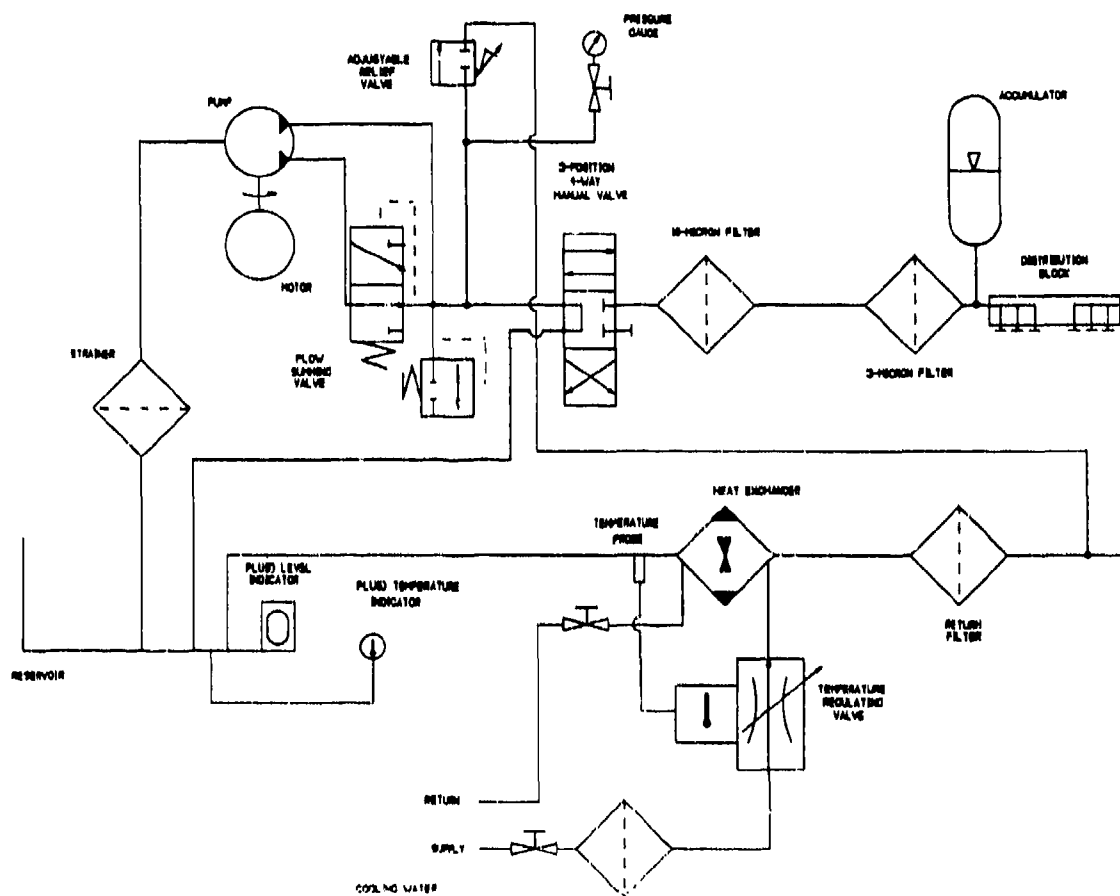 PRESSURE
GAUGE
ADJUSTABLE
RELIEF
VALVE
PUMP
ACCUMULATOR
3-POSITION
4-WAY
MANUAL VALVE
10-MICRON FILTER
DISTRIBUTION
BLOCK
MOTOR
STRAINER
FLOW
SUMMING
VALVE
3-MICRON FILTER
HEAT EXCHANGER
TEMPERATURE
PROBE
FLUID LEVEL
INDICATOR
FLUID TEMPERATURE
INDICATOR
RETURN
FILTER
RESERVOIR
TEMPERATURE
REGULATING
VALVE
RETURN
SUPPLY
COOLING WATER